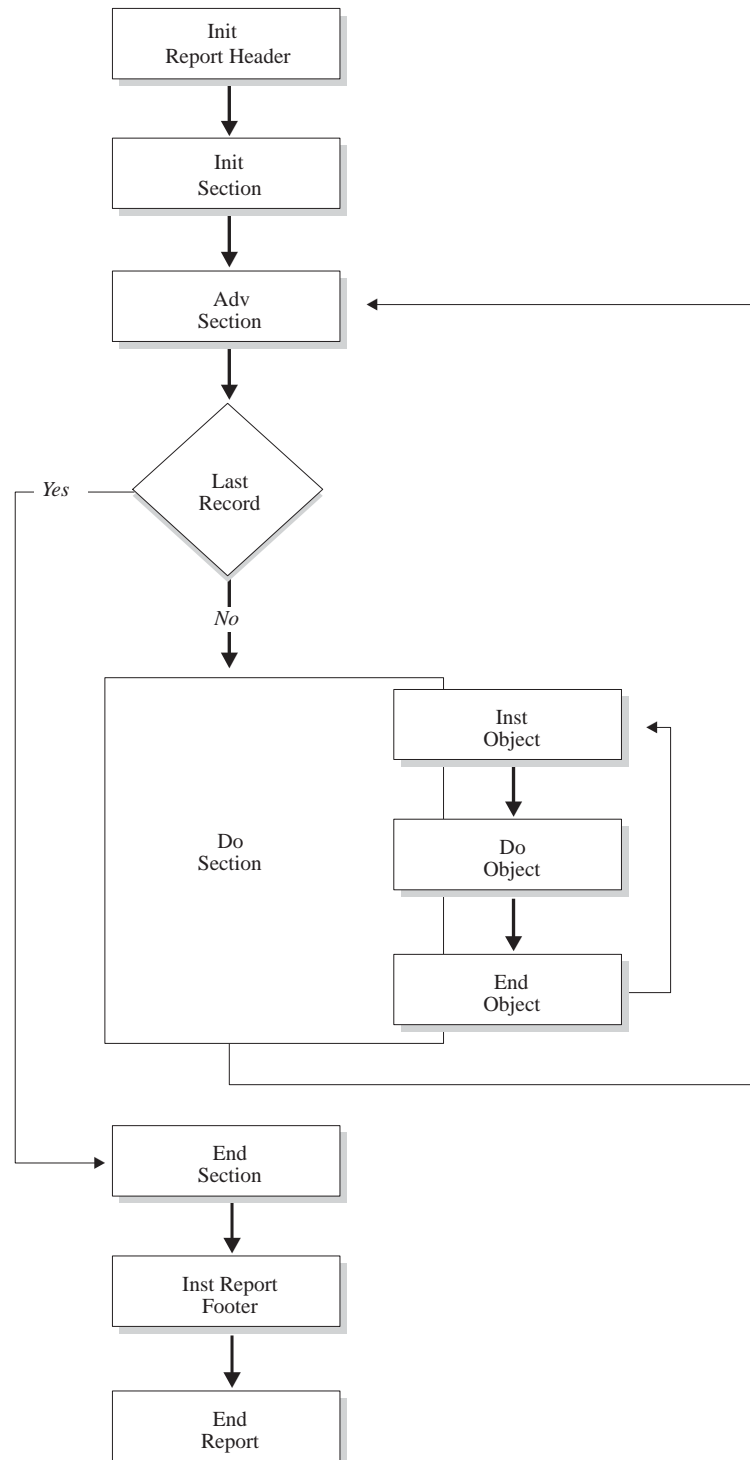 Init
Report Header
Init
Section
Adv
Section
Last
Record
Yes
No
Do
Section
Inst
Object
Do
Object
End
Object
End
Section
Inst Report
Footer
End
Report